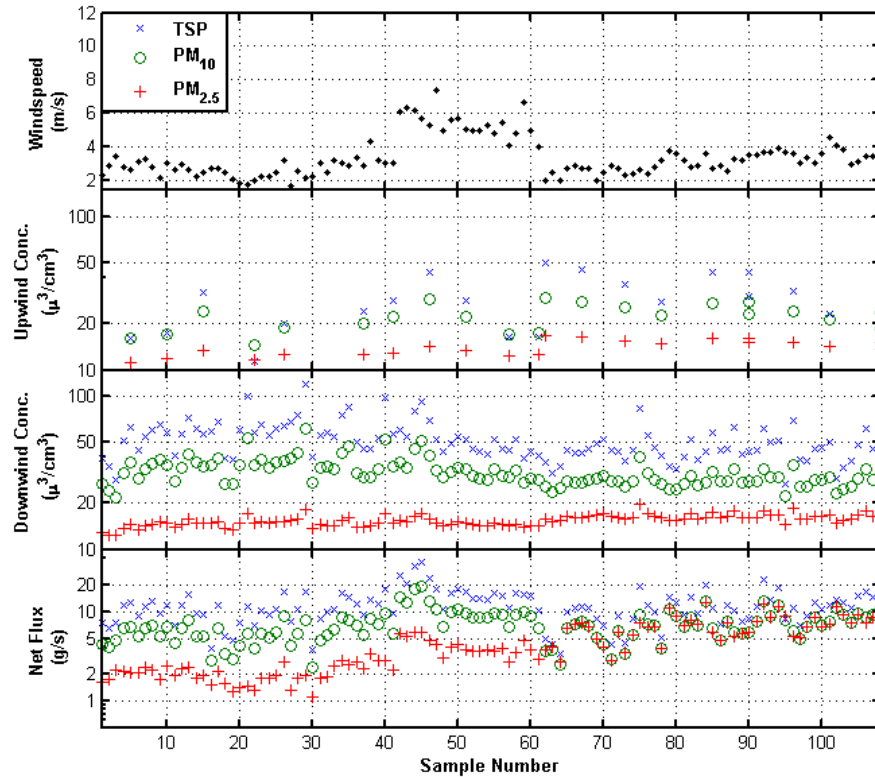 12
10
8
6
4
2
Windspeed
(m/s)
TSP
PM10
PM2.5
100
50
20
10
Upwind Conc.
(μ³/cm³)
100
50
20
10
Downwind Conc.
(μ³/cm³)
20
10
5
2
1
Net Flux
(g/s)
10 20 30 40 50 60 70 80 90 100
Sample Number